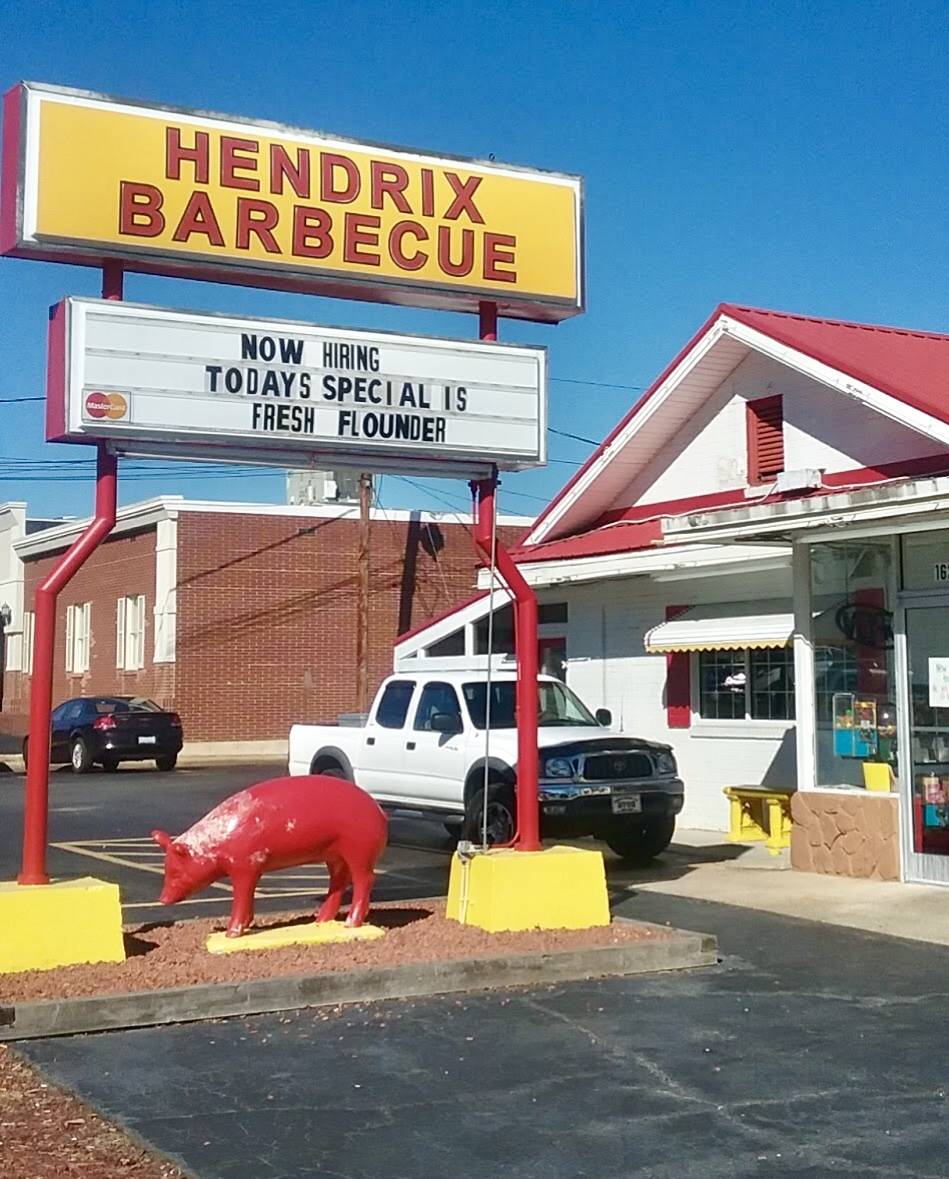 HENDRIX
BARBECUE
NOW HIRING
TODAYS SPECIAL IS
FRESH FLOUNDER
MasterCard